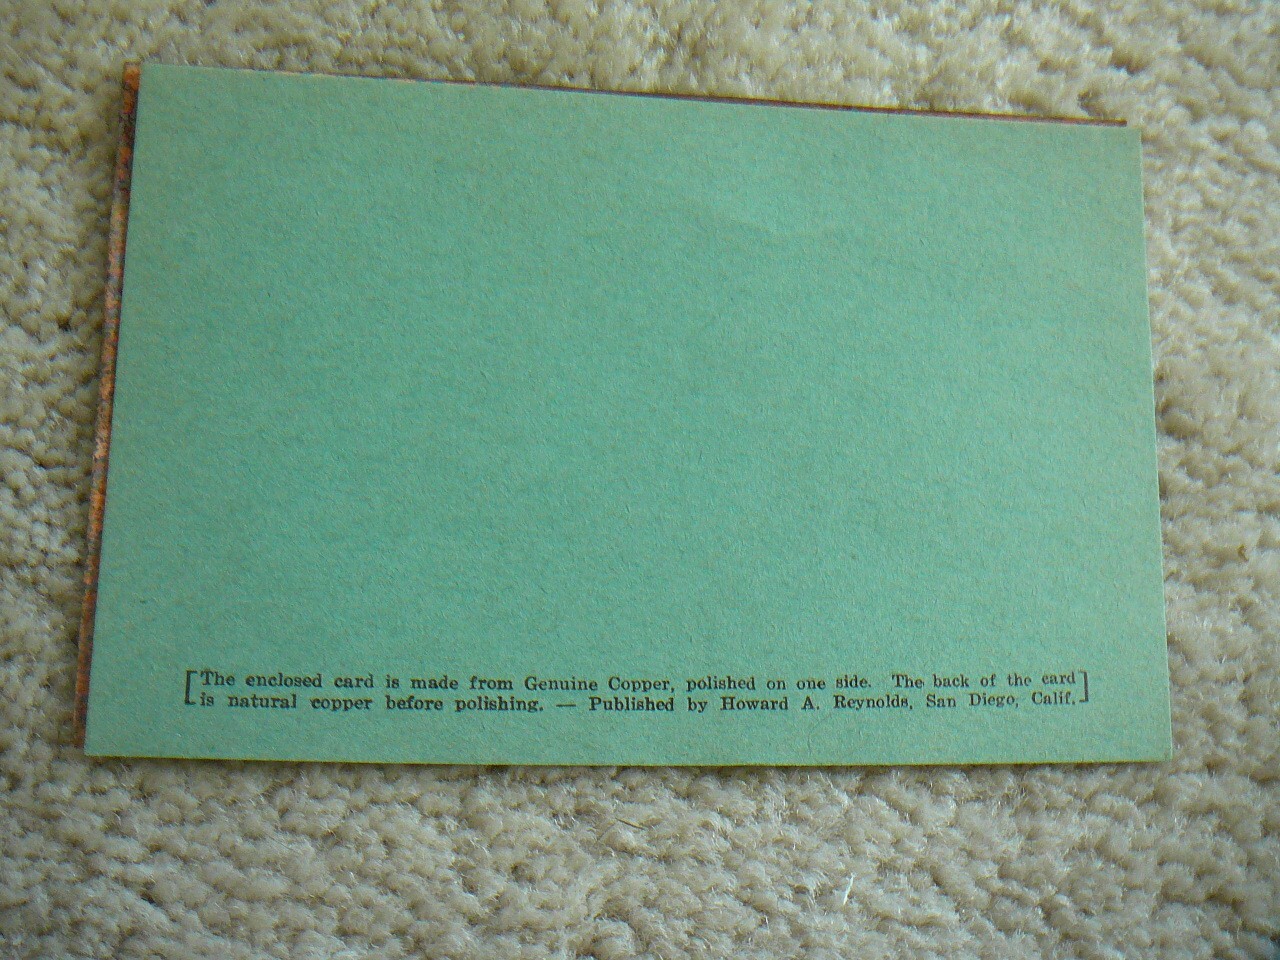 [The enclosed card is made from Genuine Copper, polished on one side. The back of the card
is natural copper before polishing. — Published by Howard A. Reynolds, San Diego, Calif.]